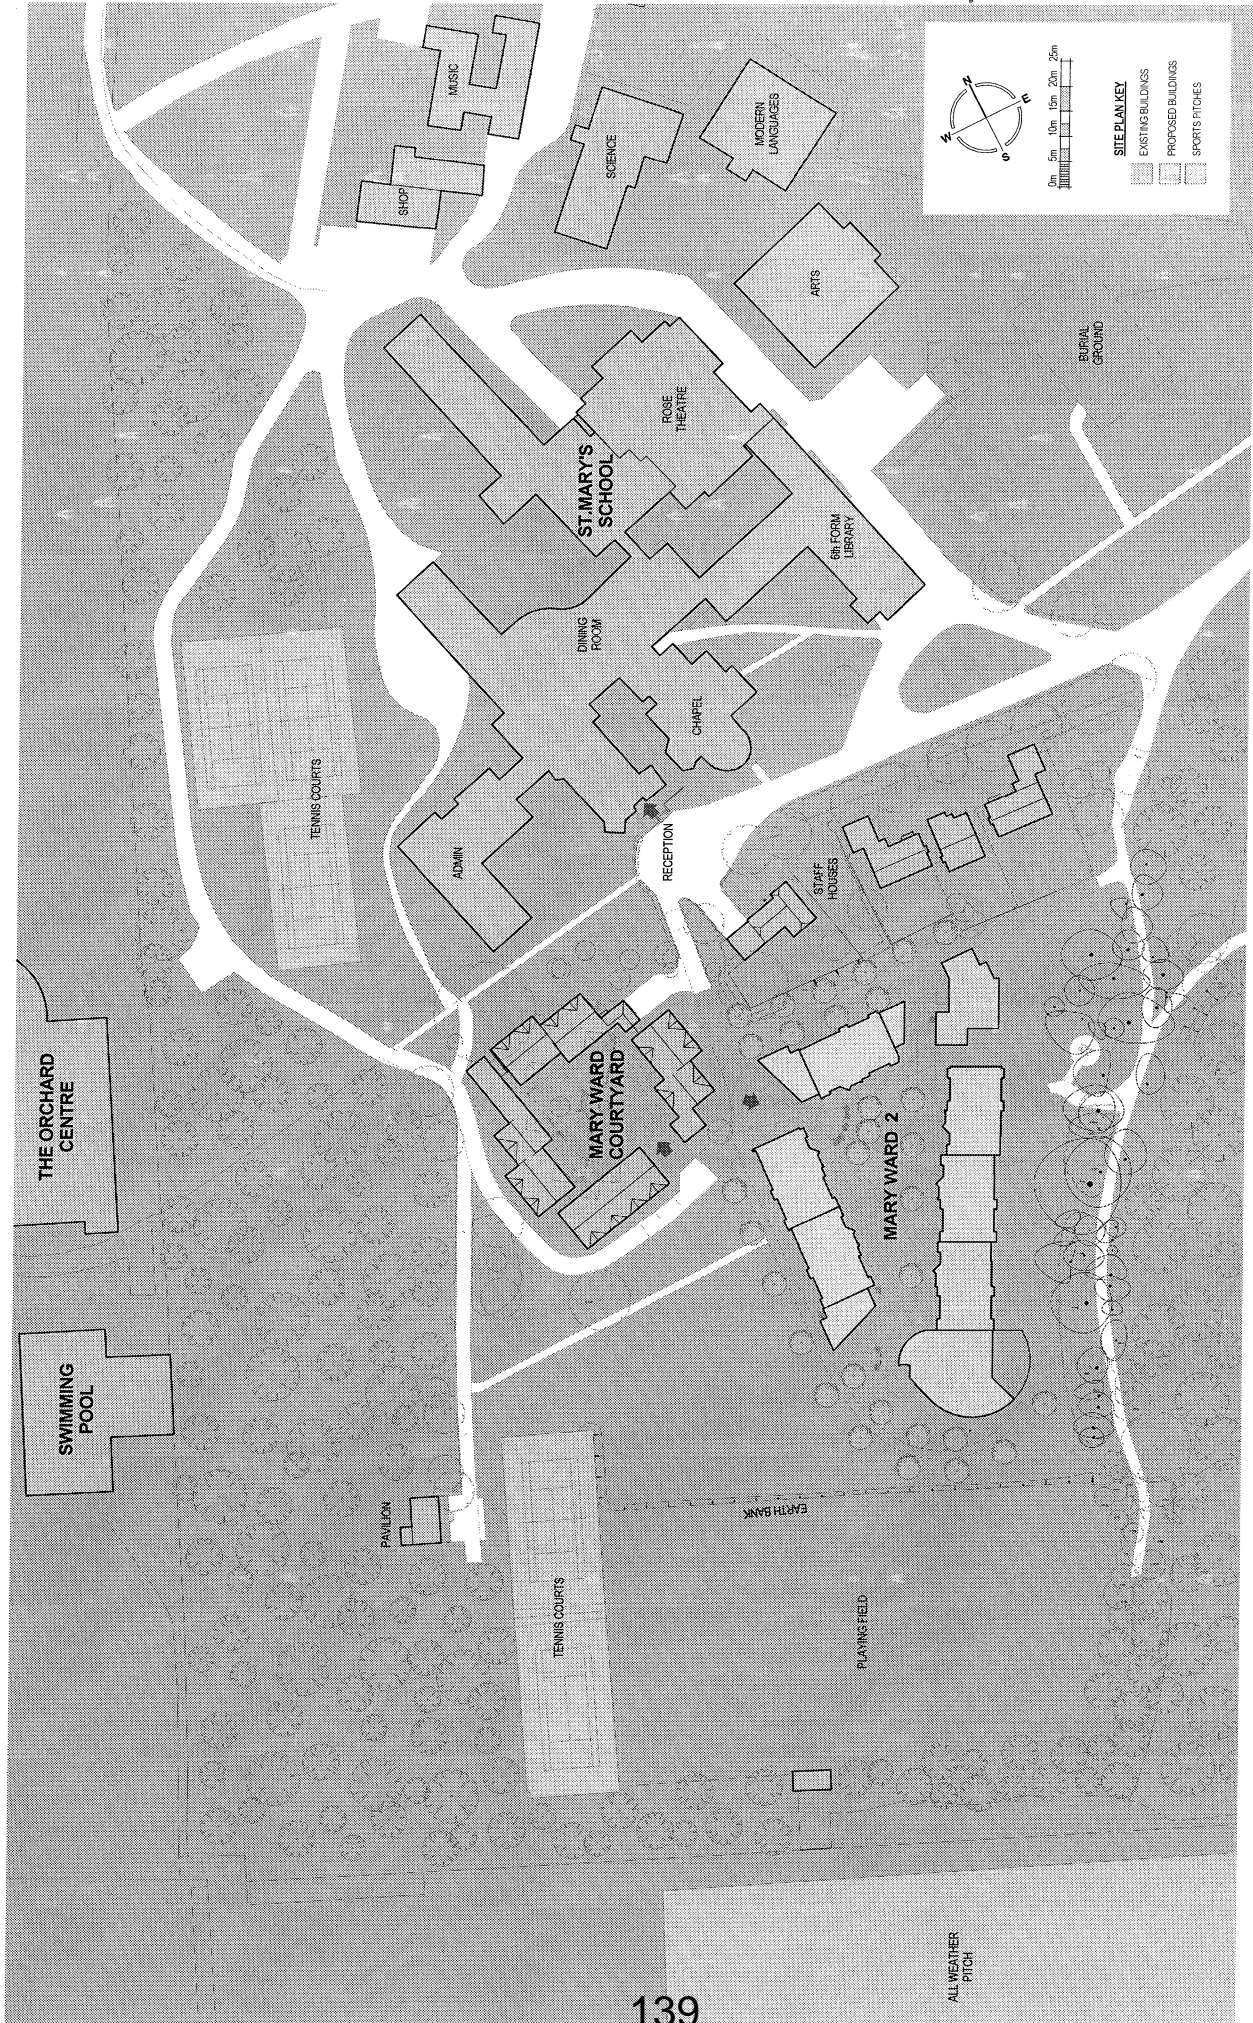 MUSIC
SHOP
SCIENCE
MODERN
LANGUAGES
ARTS
BURIAL
GROUND
N
E
S
W
0m 5m 10m 15m 20m 25m
SITE PLAN KEY
EXISTING BUILDINGS
PROPOSED BUILDINGS
SPORTS PITCHES
ROSE
THEATRE
ST.MARY'S
SCHOOL
6th FORM
LIBRARY
DINING
ROOM
CHAPEL
TENNIS COURTS
ADMIN
RECEPTION
STAFF
HOUSES
THE ORCHARD
CENTRE
MARY WARD
COURTYARD
MARY WARD 2
SWIMMING
POOL
PAVILION
EARTH BANK
TENNIS COURTS
PLAYING FIELD
ALL WEATHER
PITCH
139